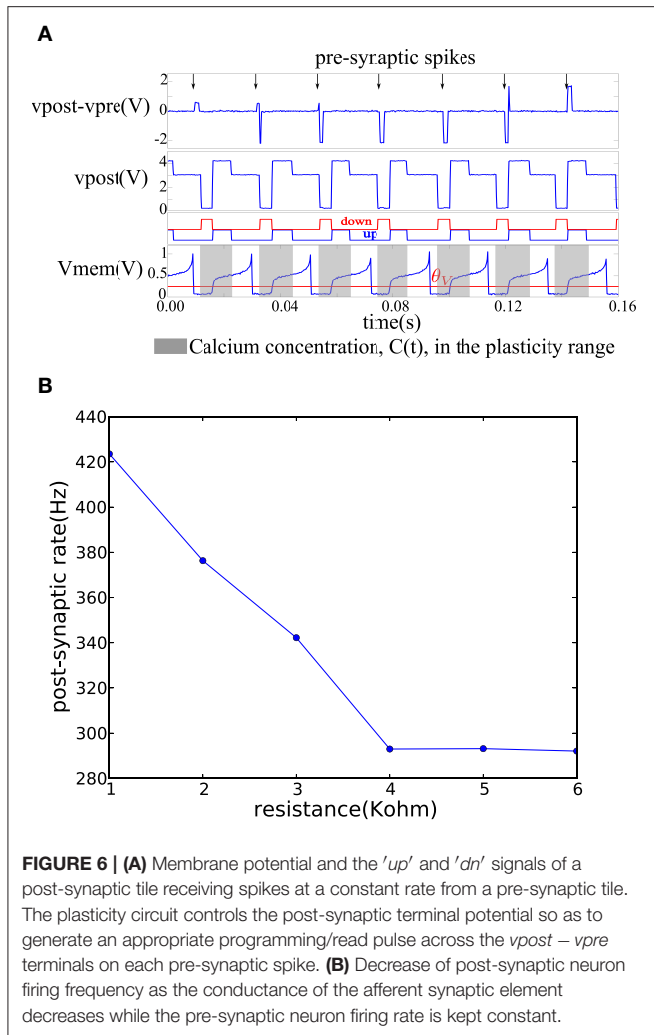 A
pre-synaptic spikes
vpost-vpre(V)
2
0
-2
vpost(V)
4
2
0
down
up
Vmem(V)
1
0.5
θV
0.00
0.04
0.08
0.12
0.16
time(s)
Calcium concentration, C(t), in the plasticity range
B
post-synaptic rate(Hz)
440
420
400
380
360
340
320
300
280
1
2
3
4
5
6
resistance(Kohm)
FIGURE 6 | (A) Membrane potential and the 'up' and 'dn' signals of a
post-synaptic tile receiving spikes at a constant rate from a pre-synaptic tile.
The plasticity circuit controls the post-synaptic terminal potential so as to
generate an appropriate programming/read pulse across the vpost − vpre
terminals on each pre-synaptic spike. (B) Decrease of post-synaptic neuron
firing frequency as the conductance of the afferent synaptic element
decreases while the pre-synaptic neuron firing rate is kept constant.